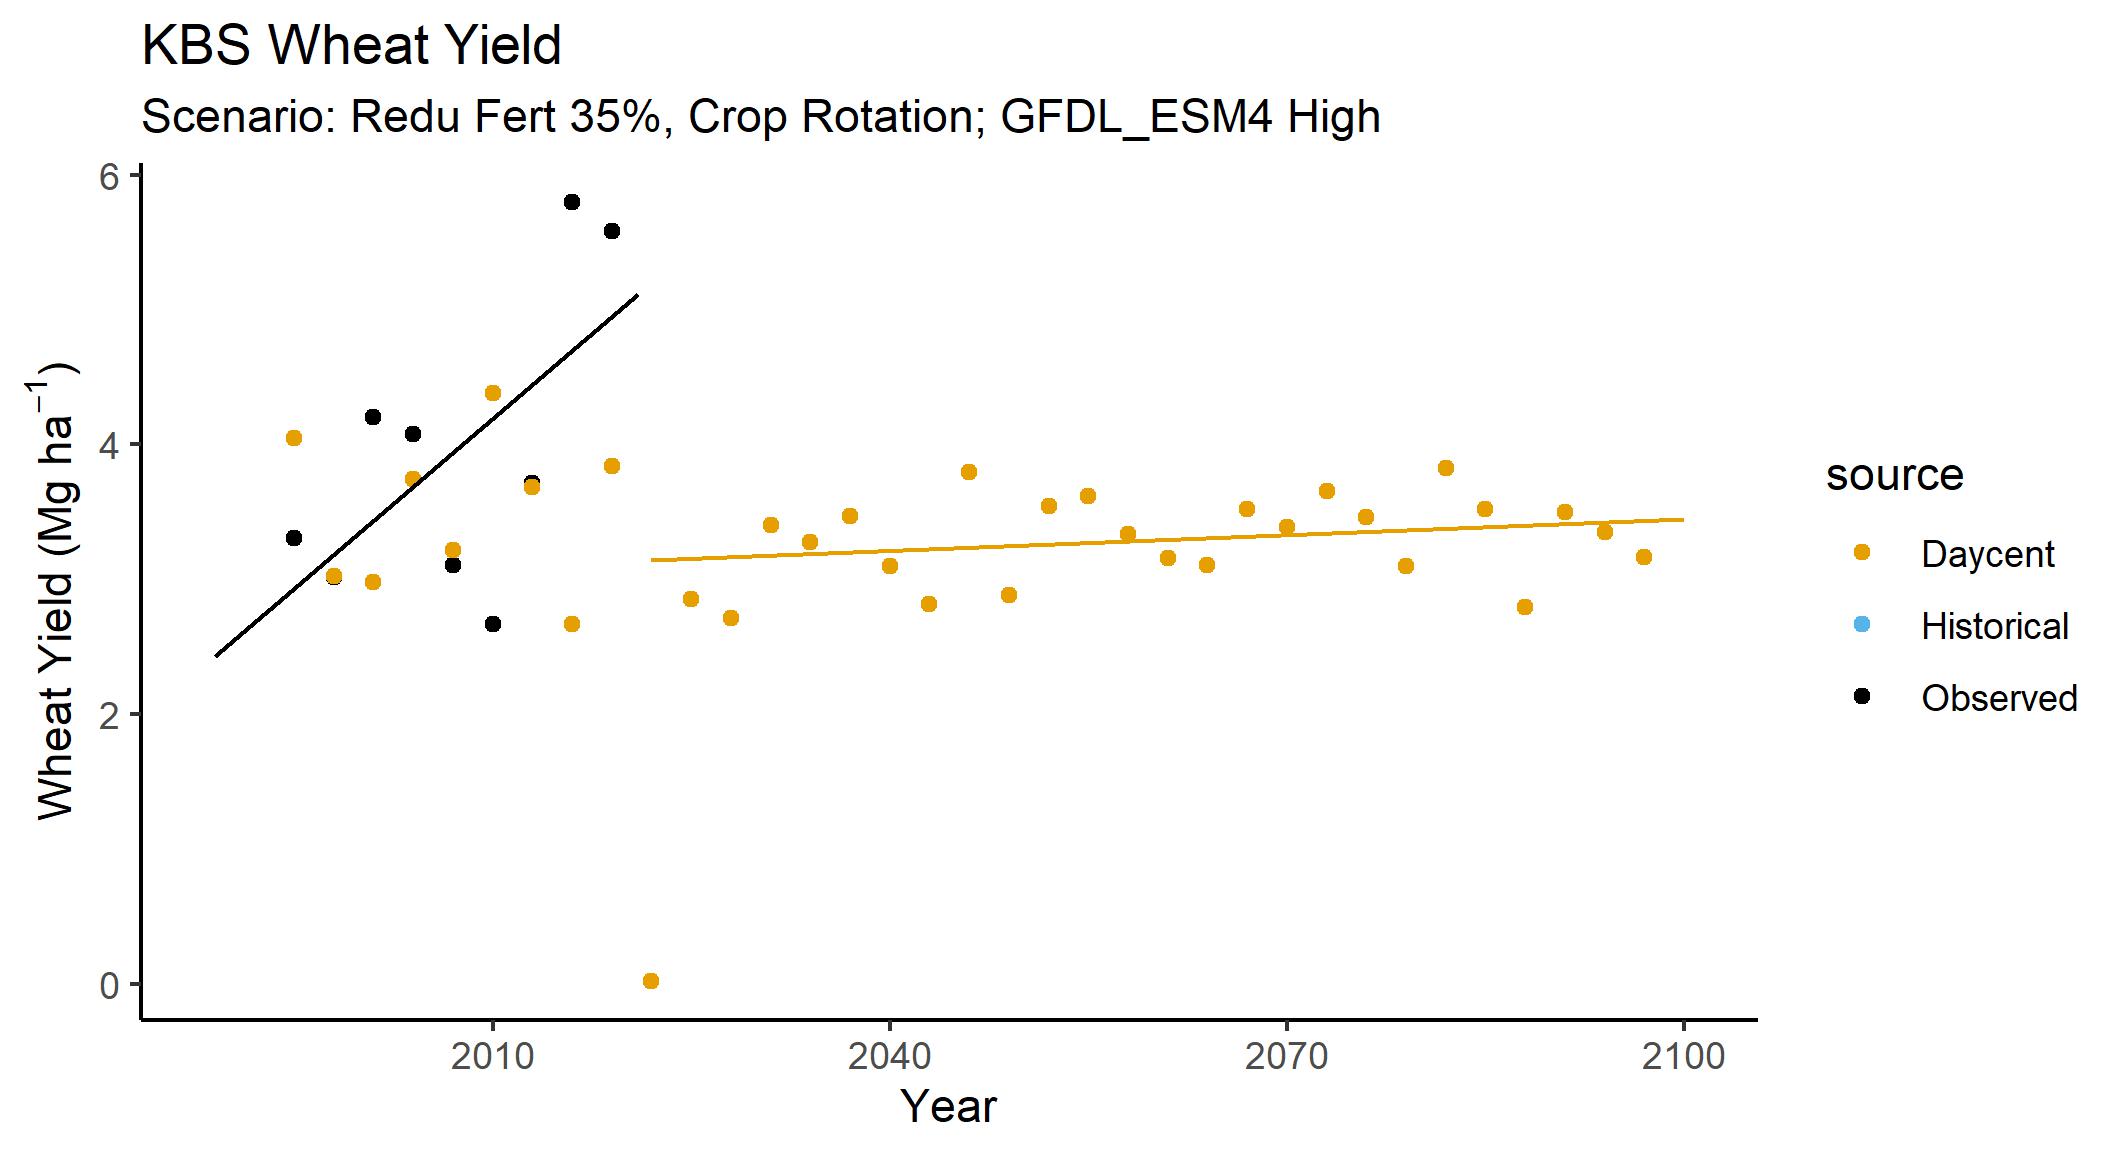 KBS Wheat Yield
Scenario: Redu Fert 35%, Crop Rotation; GFDL_ESM4 High
6
4
2
0
Wheat Yield (Mg ha⁻¹)
2010
2040
2070
2100
Year
source
Daycent
Historical
Observed